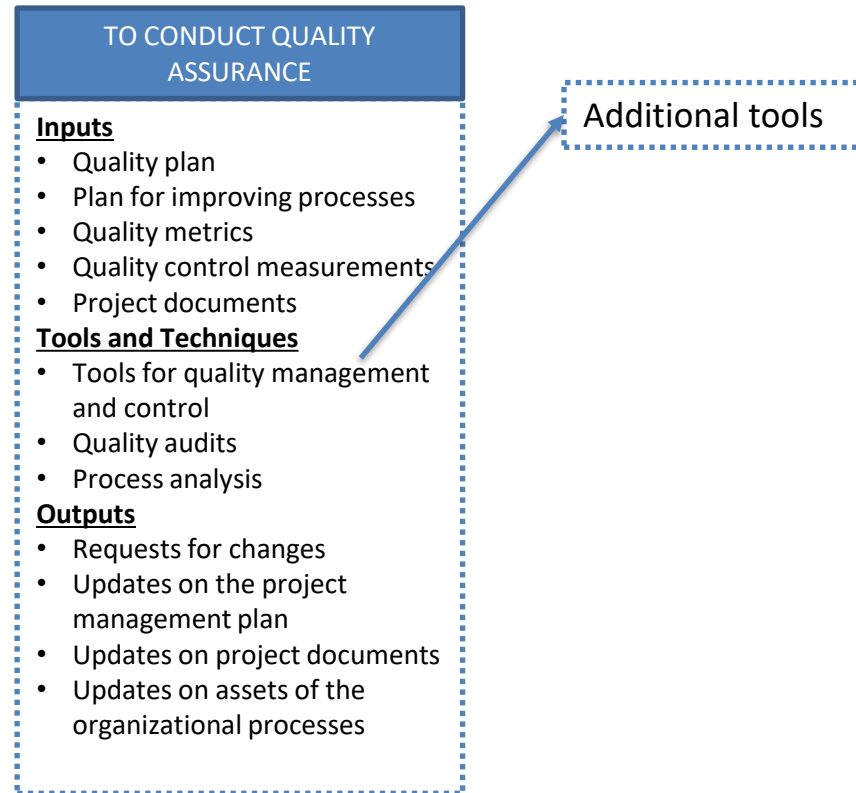 TO CONDUCT QUALITY
ASSURANCE
Inputs
• Quality plan
• Plan for improving processes
• Quality metrics
• Quality control measurements
• Project documents
Tools and Techniques
• Tools for quality management
and control
• Quality audits
• Process analysis
Outputs
• Requests for changes
• Updates on the project
management plan
• Updates on project documents
• Updates on assets of the
organizational processes
Additional tools